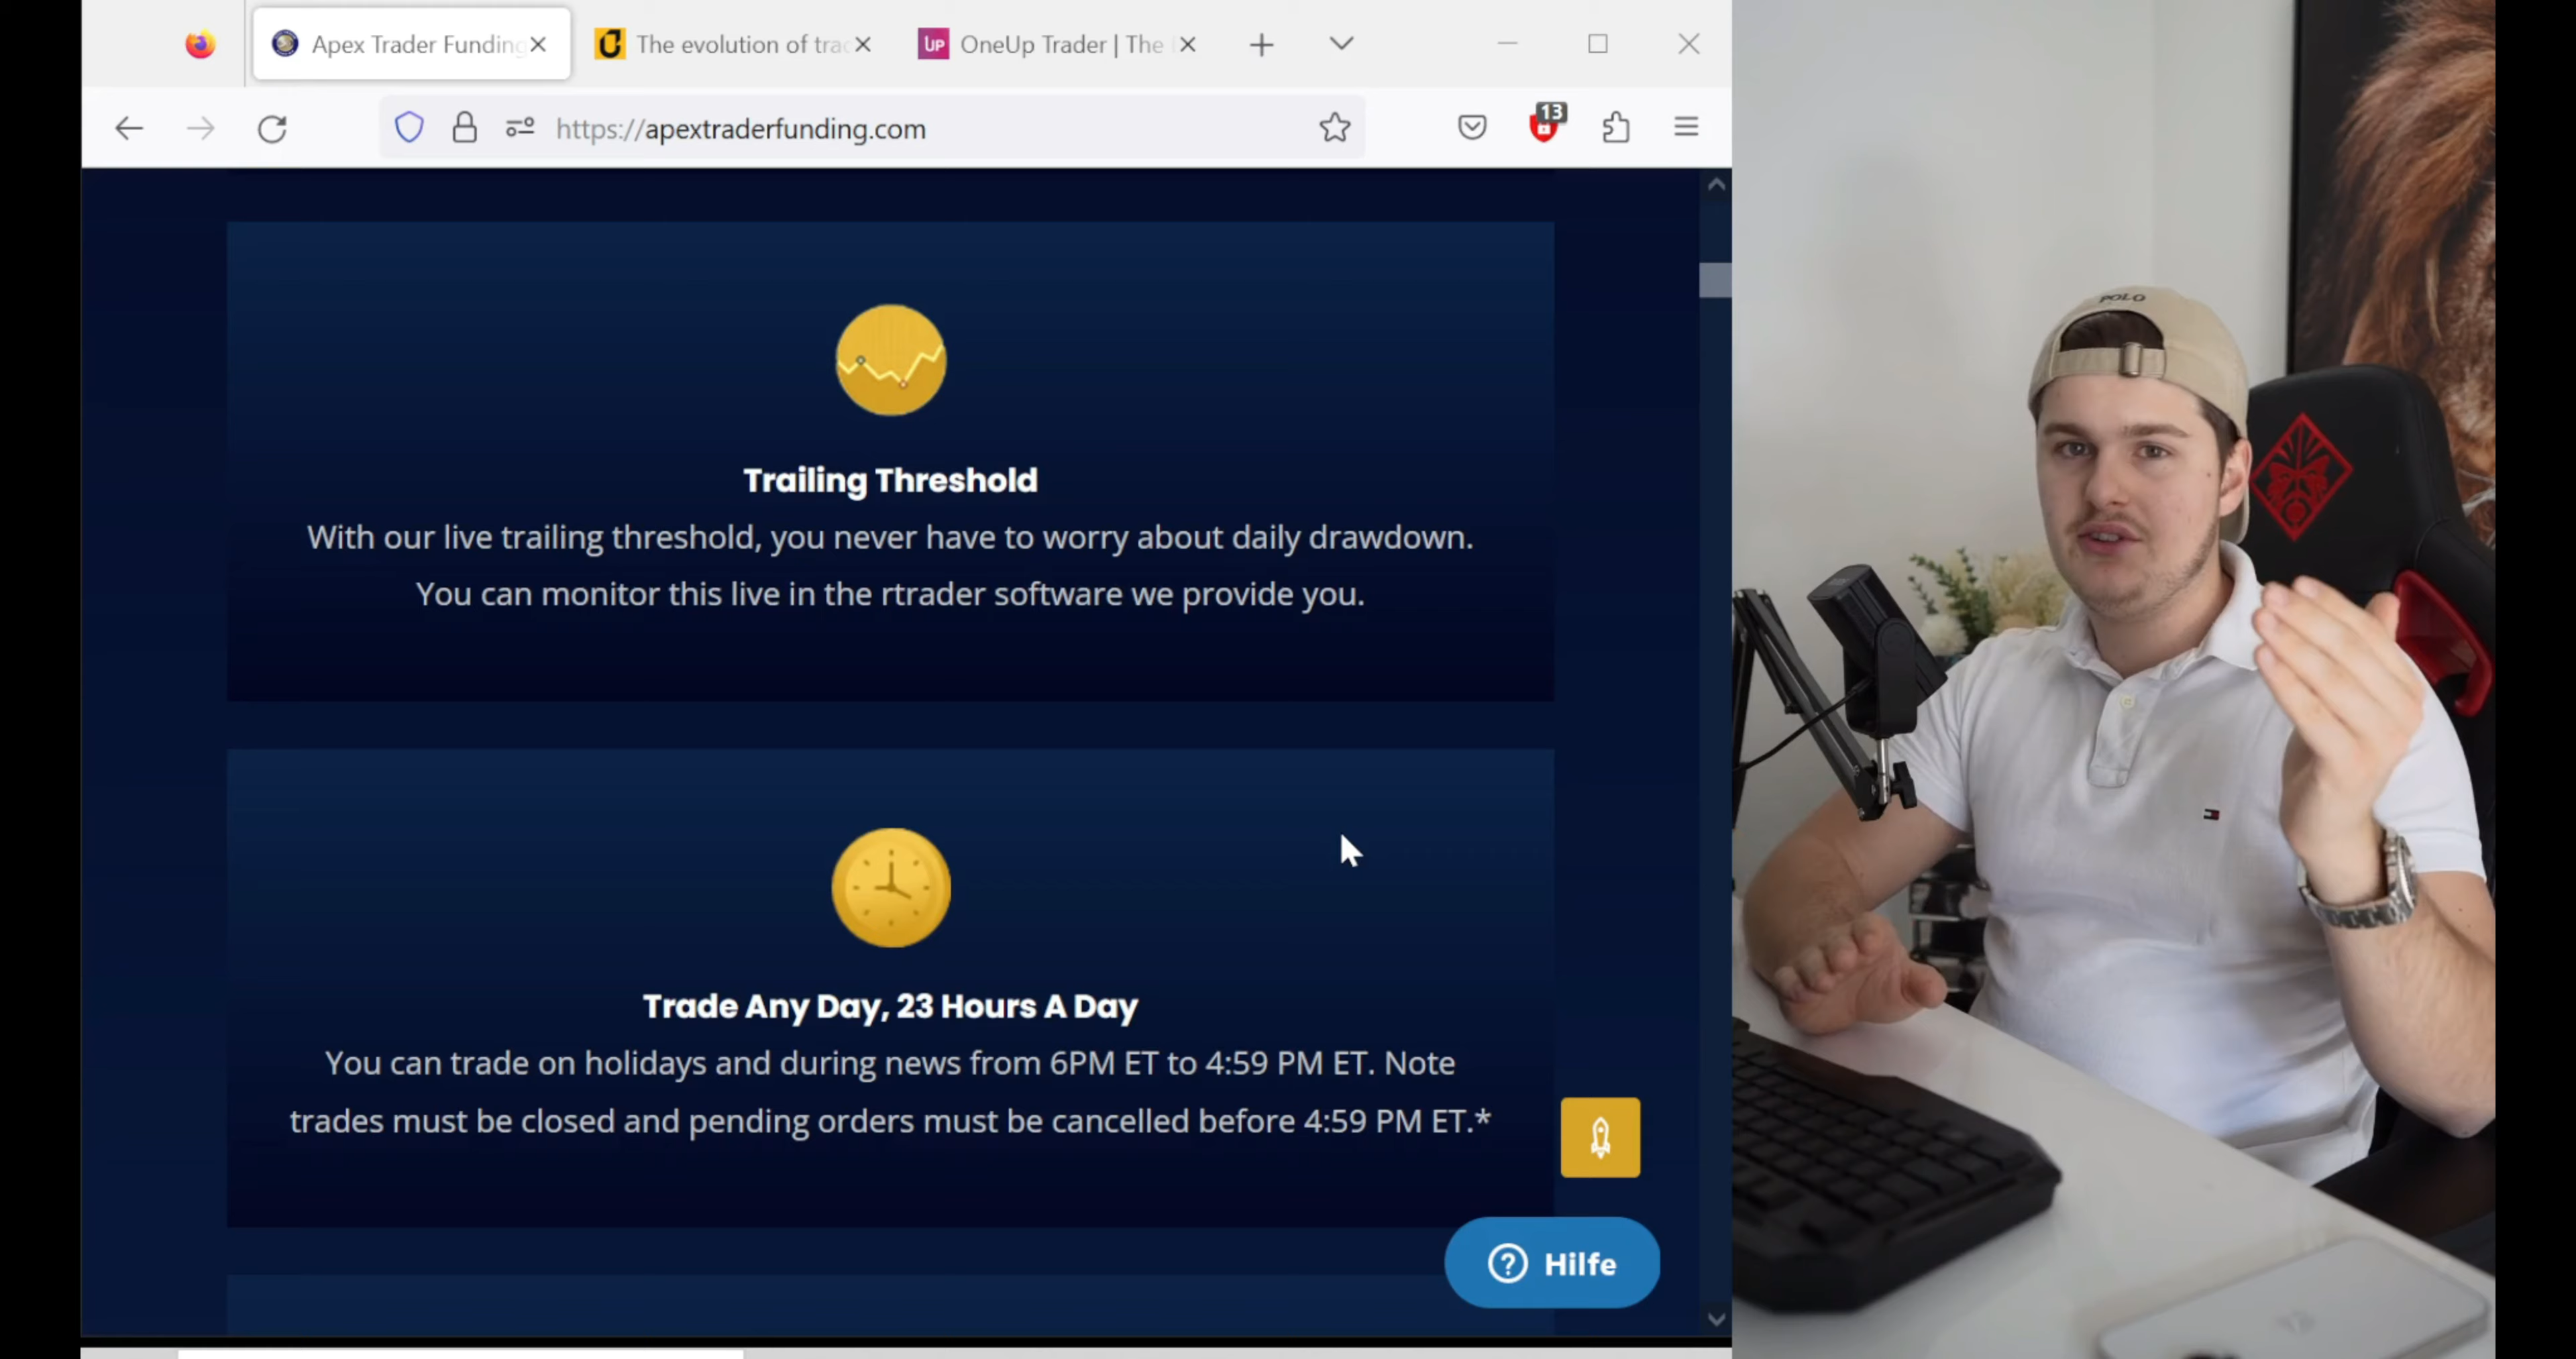 Apex Trader Funding
The evolution of trad
OneUp Trader | The
UP
13
https://apextraderfunding.com
POLO
Trailing Threshold
With our live trailing threshold, you never have to worry about daily drawdown.
You can monitor this live in the rtrader software we provide you.
Trade Any Day, 23 Hours A Day
You can trade on holidays and during news from 6PM ET to 4:59 PM ET. Note
trades must be closed and pending orders must be cancelled before 4:59 PM ET.*
? Hilfe